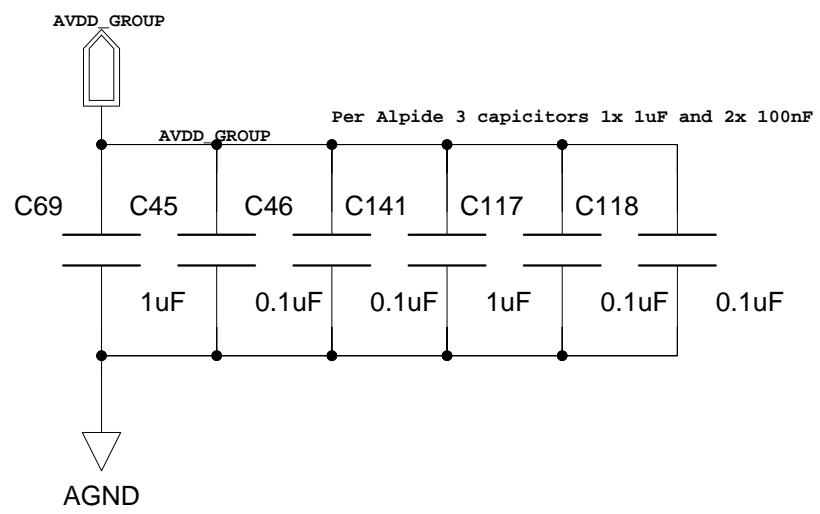 AVDD_GROUP
Per Alpide 3 capicitors 1x 1uF and 2x 100nF
AVDD_GROUP
C69 C45 C46 C141 C117 C118
1uF 0.1uF 0.1uF 1uF 0.1uF 0.1uF
AGND